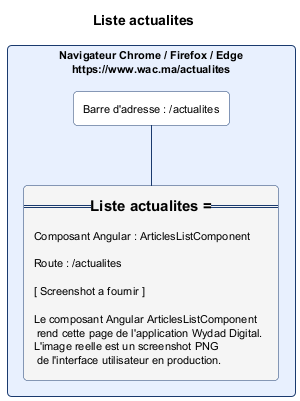 Liste actualites
Navigateur Chrome / Firefox / Edge
https://www.wac.ma/actualites
Barre d'adresse : /actualites
Liste actualites =
Composant Angular : ArticlesListComponent
Route : /actualites
[ Screenshot a fournir ]
Le composant Angular ArticlesListComponent
rend cette page de l'application Wydad Digital.
L'image reelle est un screenshot PNG
de l'interface utilisateur en production.